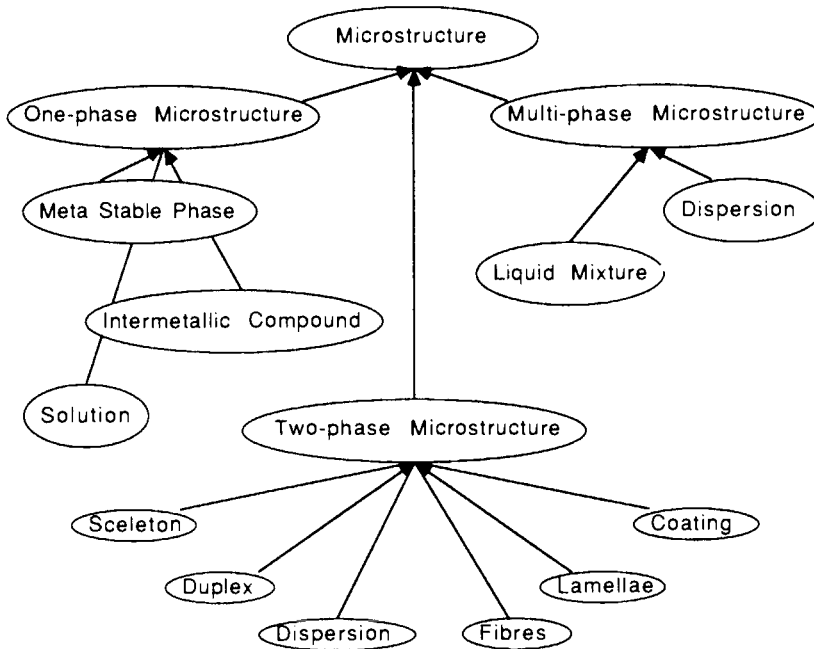 Microstructure
One-phase Microstructure
Multi-phase Microstructure
Meta Stable Phase
Dispersion
Liquid Mixture
Intermetallic Compound
Solution
Two-phase Microstructure
Sceleton
Coating
Duplex
Lamellae
Dispersion
Fibres